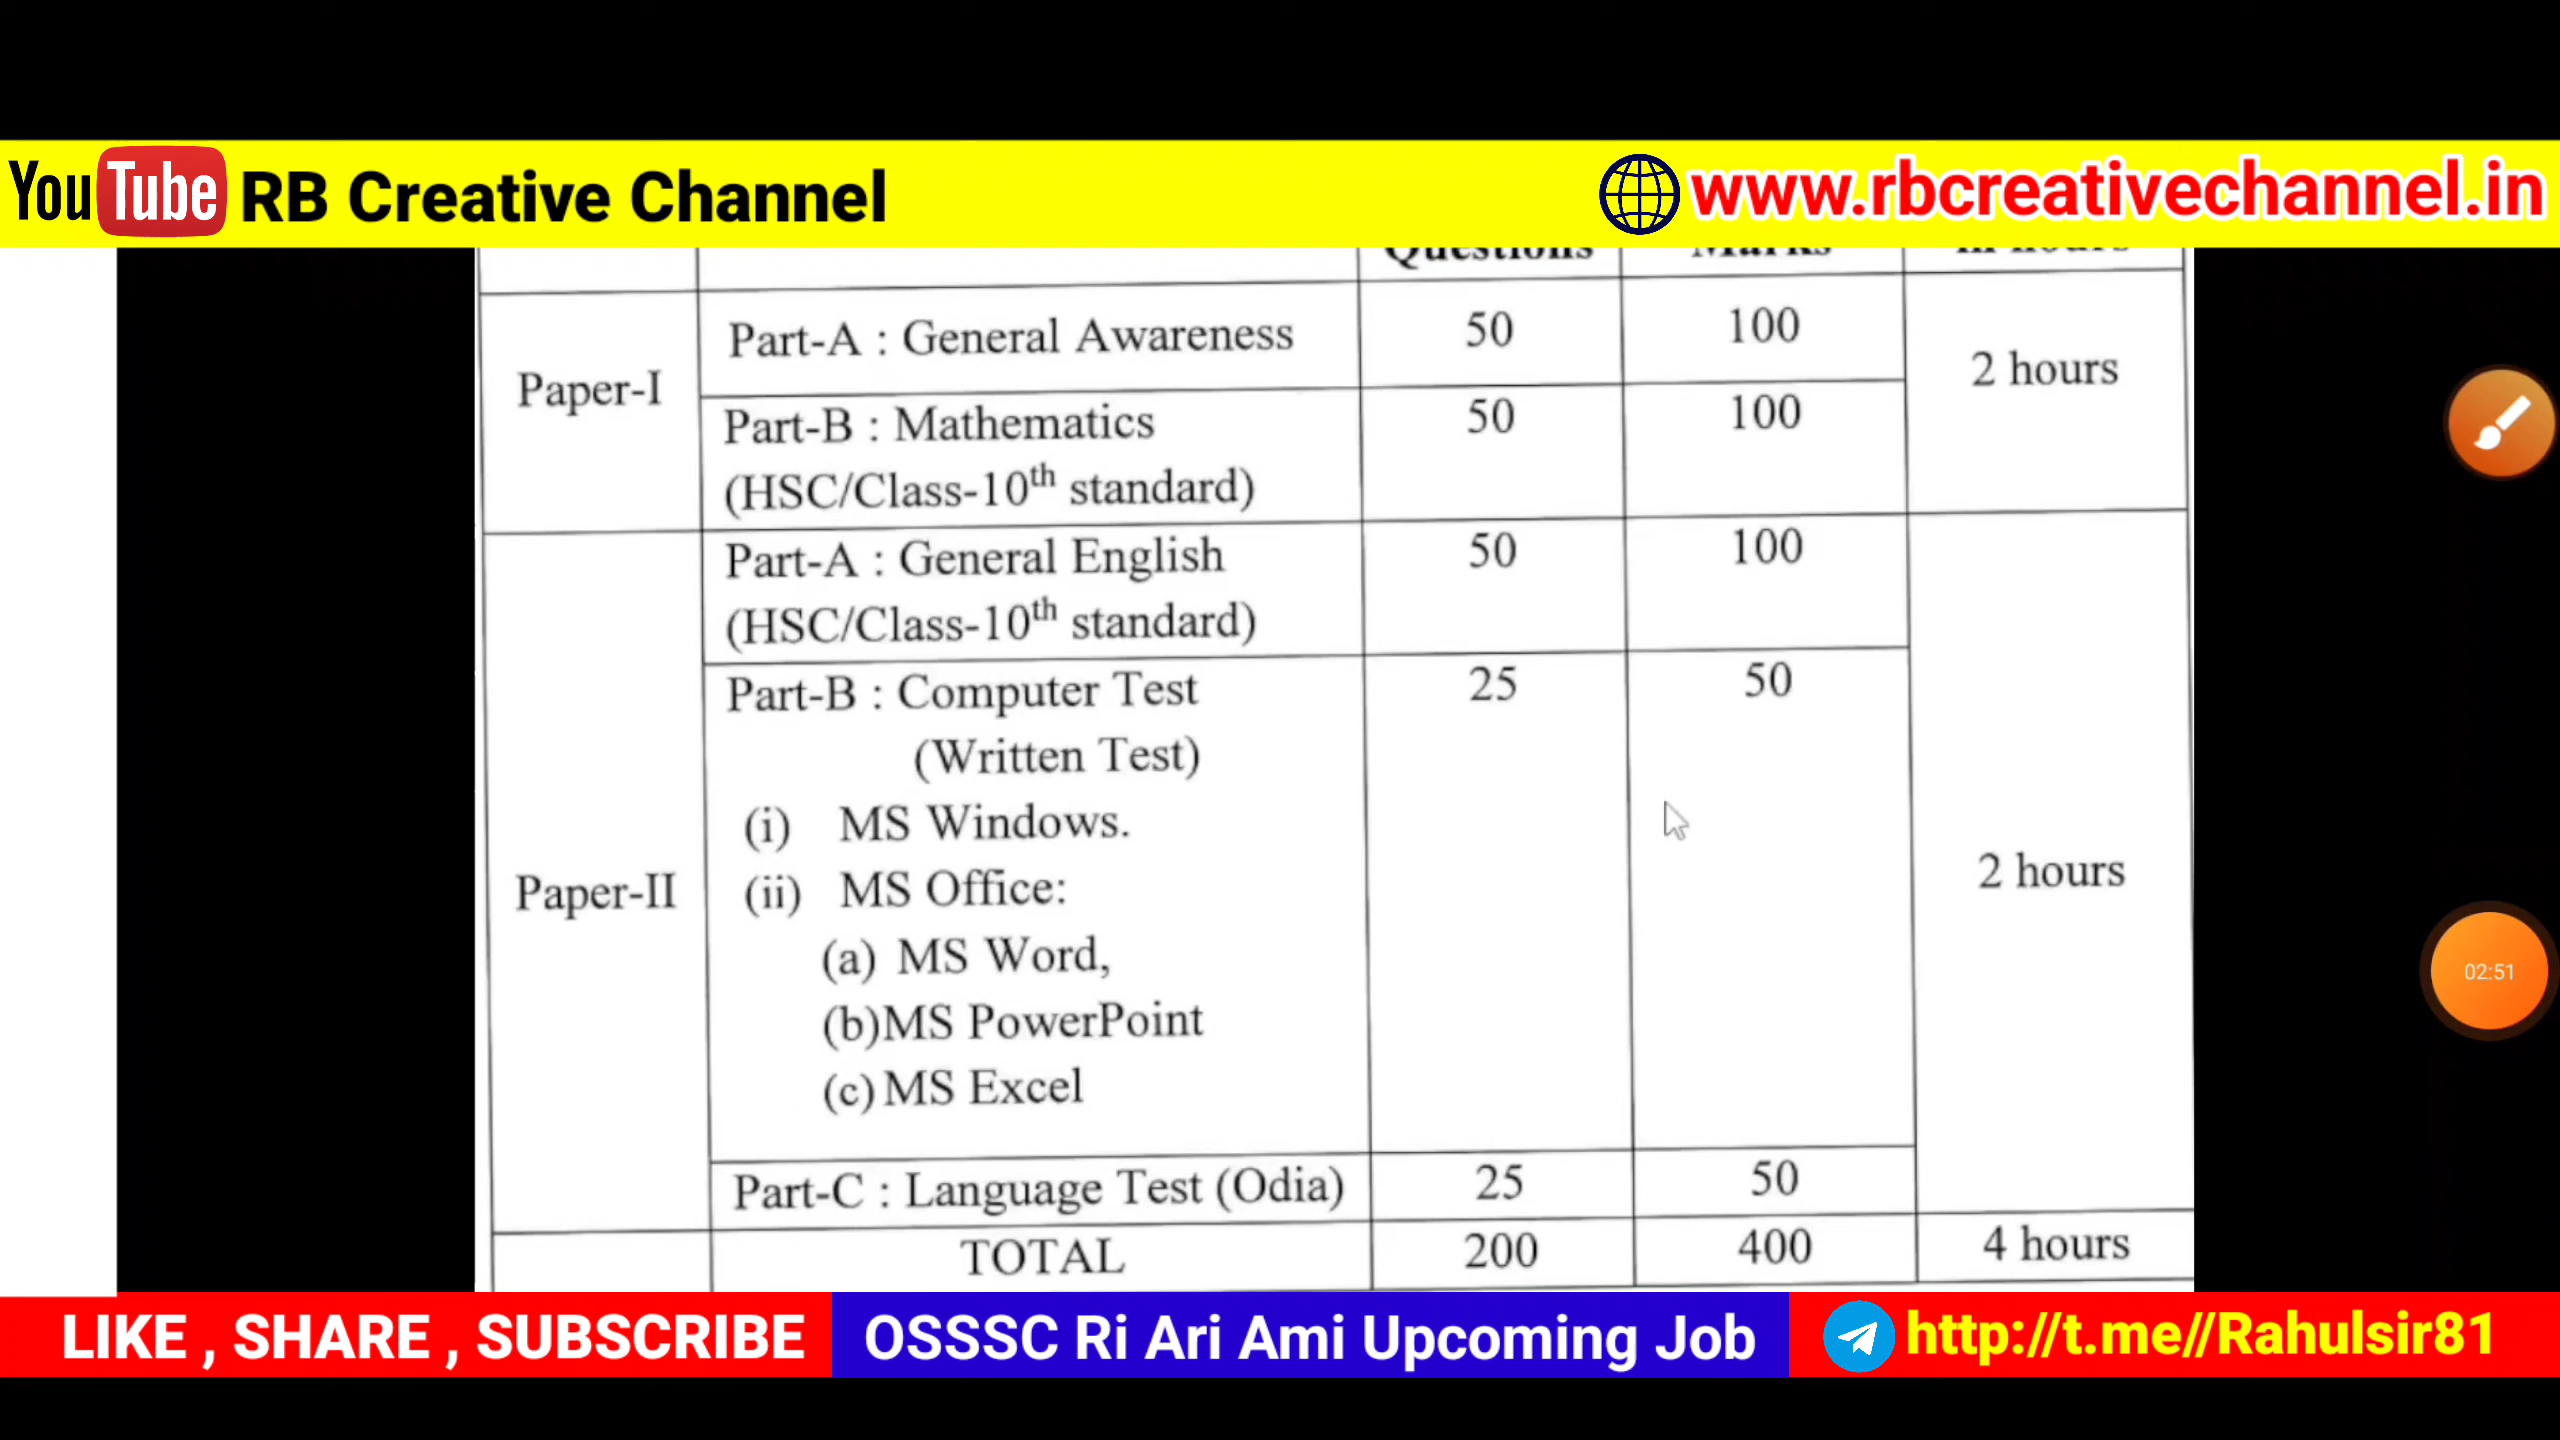 YouTube RB Creative Channel
www.rbcreativechannel.in
Questions Marks in hours
Paper-I
Part-A : General Awareness 50 100
2 hours
Part-B : Mathematics 50 100
(HSC/Class-10th standard)
Paper-II
Part-A : General English 50 100
(HSC/Class-10th standard)
Part-B : Computer Test 25 50
(Written Test)
(i) MS Windows.
(ii) MS Office:
(a) MS Word,
(b) MS PowerPoint
(c) MS Excel
2 hours
Part-C : Language Test (Odia) 25 50
TOTAL 200 400 4 hours
02:51
LIKE , SHARE , SUBSCRIBE
OSSSC Ri Ari Ami Upcoming Job
http://t.me//Rahulsir81